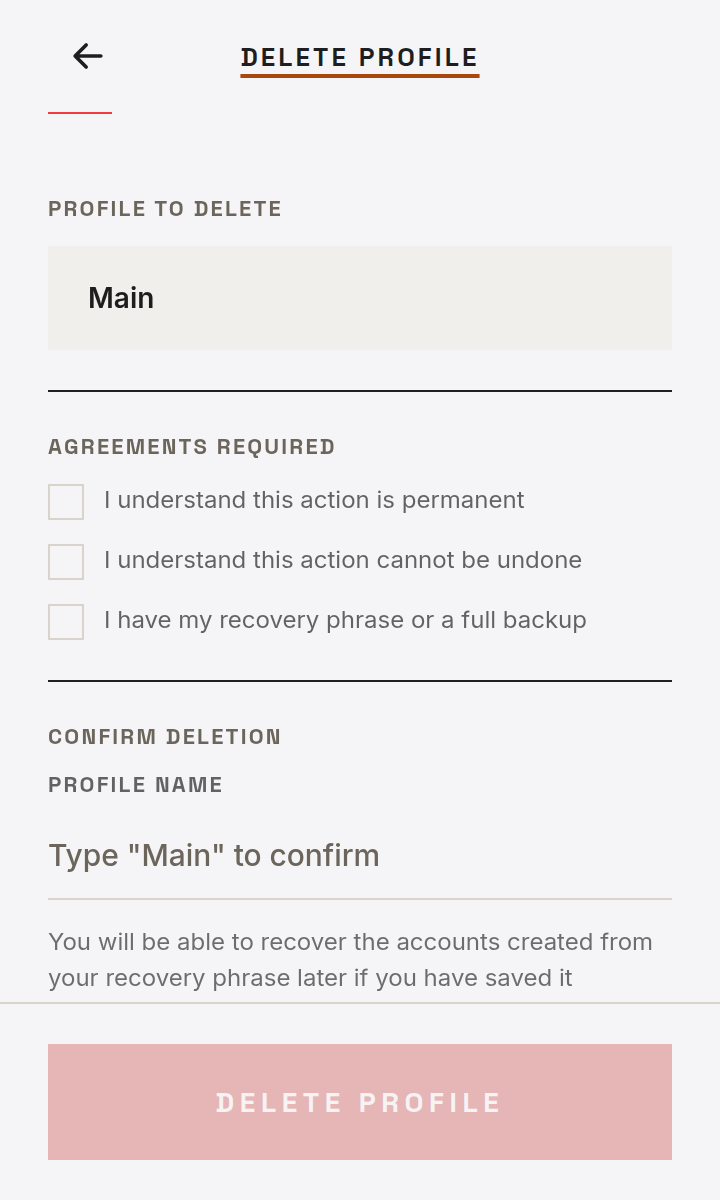 DELETE PROFILE
PROFILE TO DELETE
Main
AGREEMENTS REQUIRED
I understand this action is permanent
I understand this action cannot be undone
I have my recovery phrase or a full backup
CONFIRM DELETION
PROFILE NAME
Type "Main" to confirm
You will be able to recover the accounts created from
your recovery phrase later if you have saved it
DELETE PROFILE